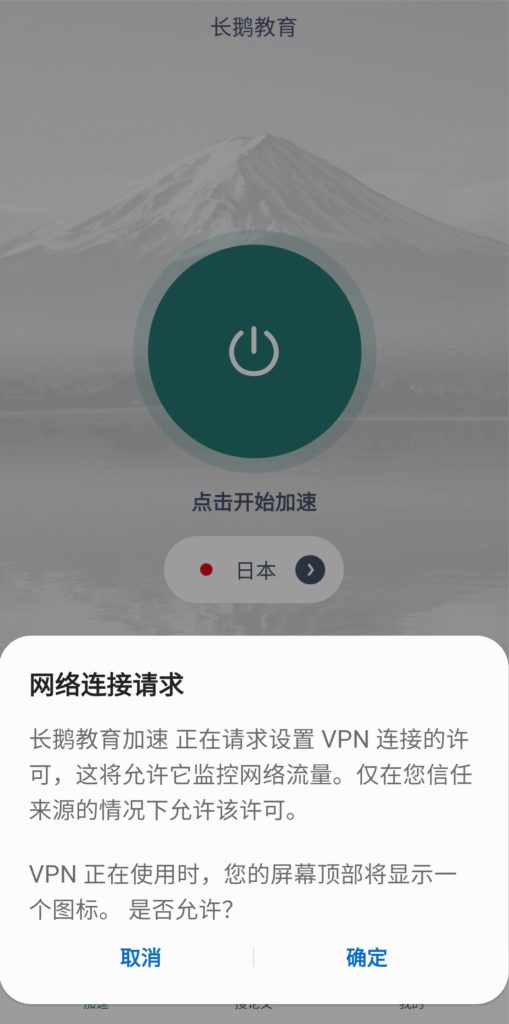 长鹅教育
点击开始加速
日本
网络连接请求
长鹅教育加速 正在请求设置 VPN 连接的许
可，这将允许它监控网络流量。仅在您信任
来源的情况下允许该许可。
VPN 正在使用时，您的屏幕顶部将显示一
个图标。 是否允许？
取消
确定
加速
我的